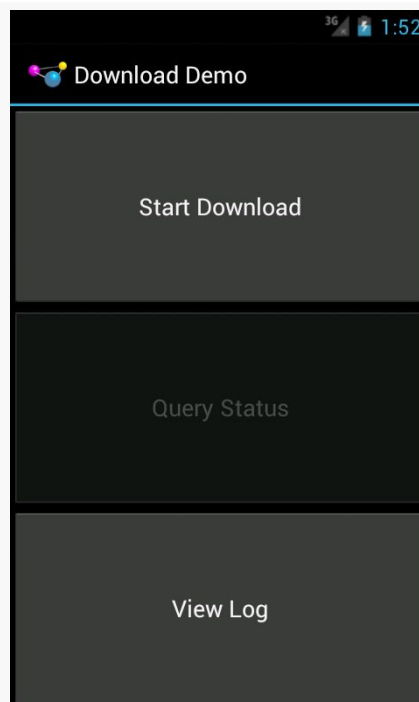 3G 1:52
Download Demo
Start Download
Query Status
View Log